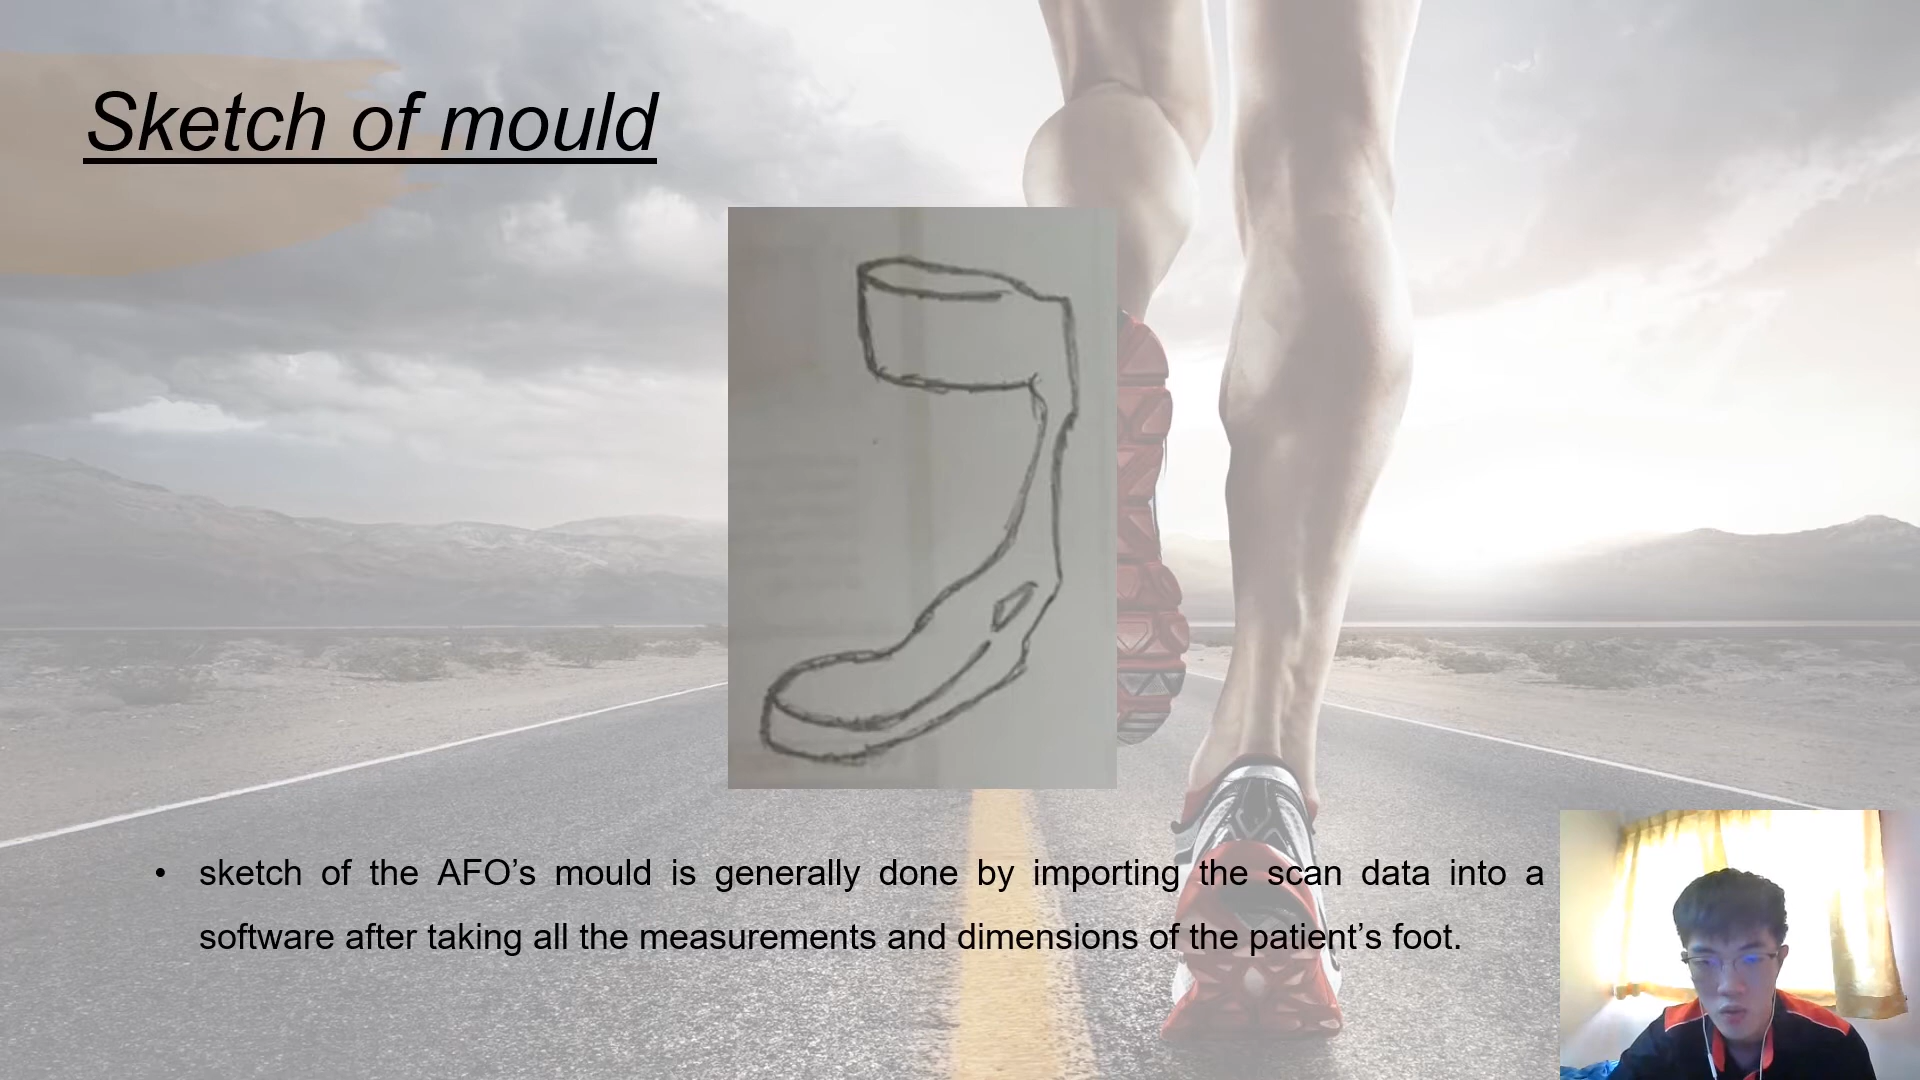 Sketch of mould
• sketch of the AFO’s mould is generally done by importing the scan data into a
software after taking all the measurements and dimensions of the patient’s foot.